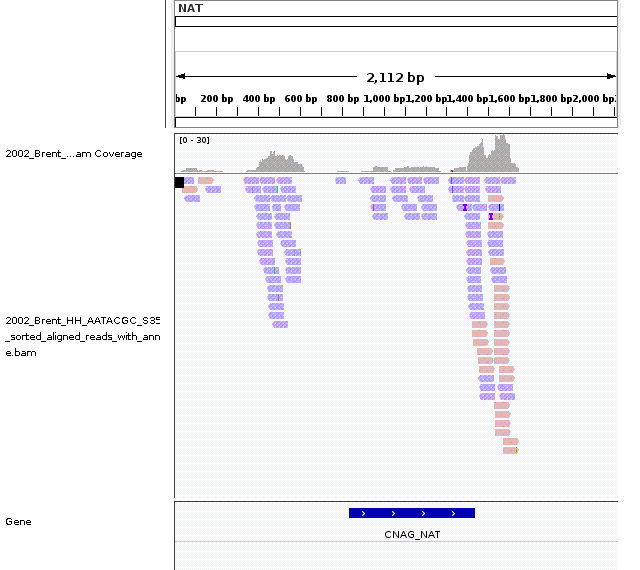 NAT
2,112 bp
bp 200 bp 400 bp 600 bp 800 bp 1,000 bp 1,200 bp 1,400 bp 1,600 bp 1,800 bp 2,000 bp
[0 - 30]
2002_Brent_...am Coverage
2002_Brent_HH_AATACGC_S35
_sorted_aligned_reads_with_ann
e.bam
Gene
CNAG_NAT